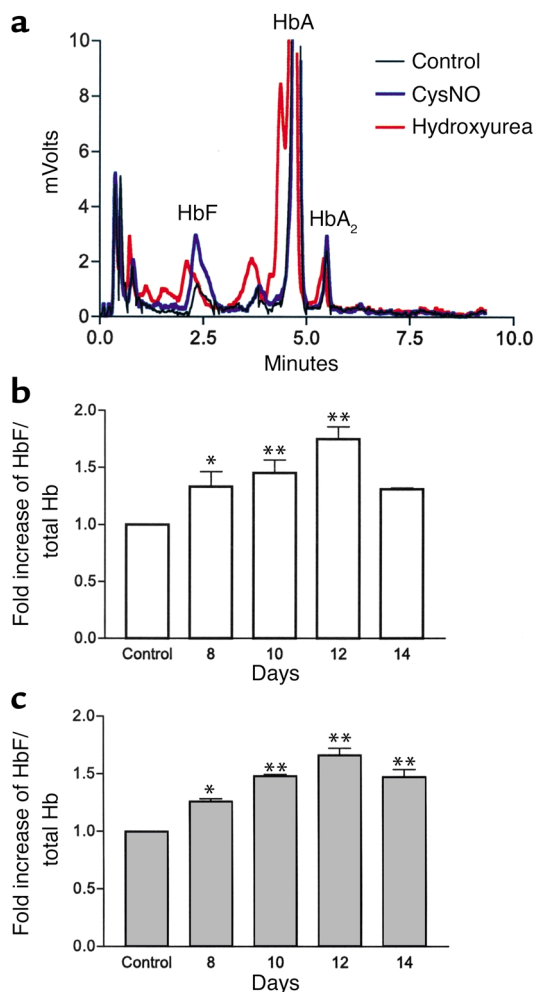 a
HbA
Control
CysNO
Hydroxyurea
HbF
HbA2
mVolts
10
8
6
4
2
0
0.0 2.5 5.0 7.5 10.0
Minutes
b
Fold increase of HbF/
total Hb
2.0
1.5
1.0
0.5
0.0
* ** **
Control 8 10 12 14
Days
c
Fold increase of HbF/
total Hb
2.0
1.5
1.0
0.5
0.0
* ** ** **
Control 8 10 12 14
Days